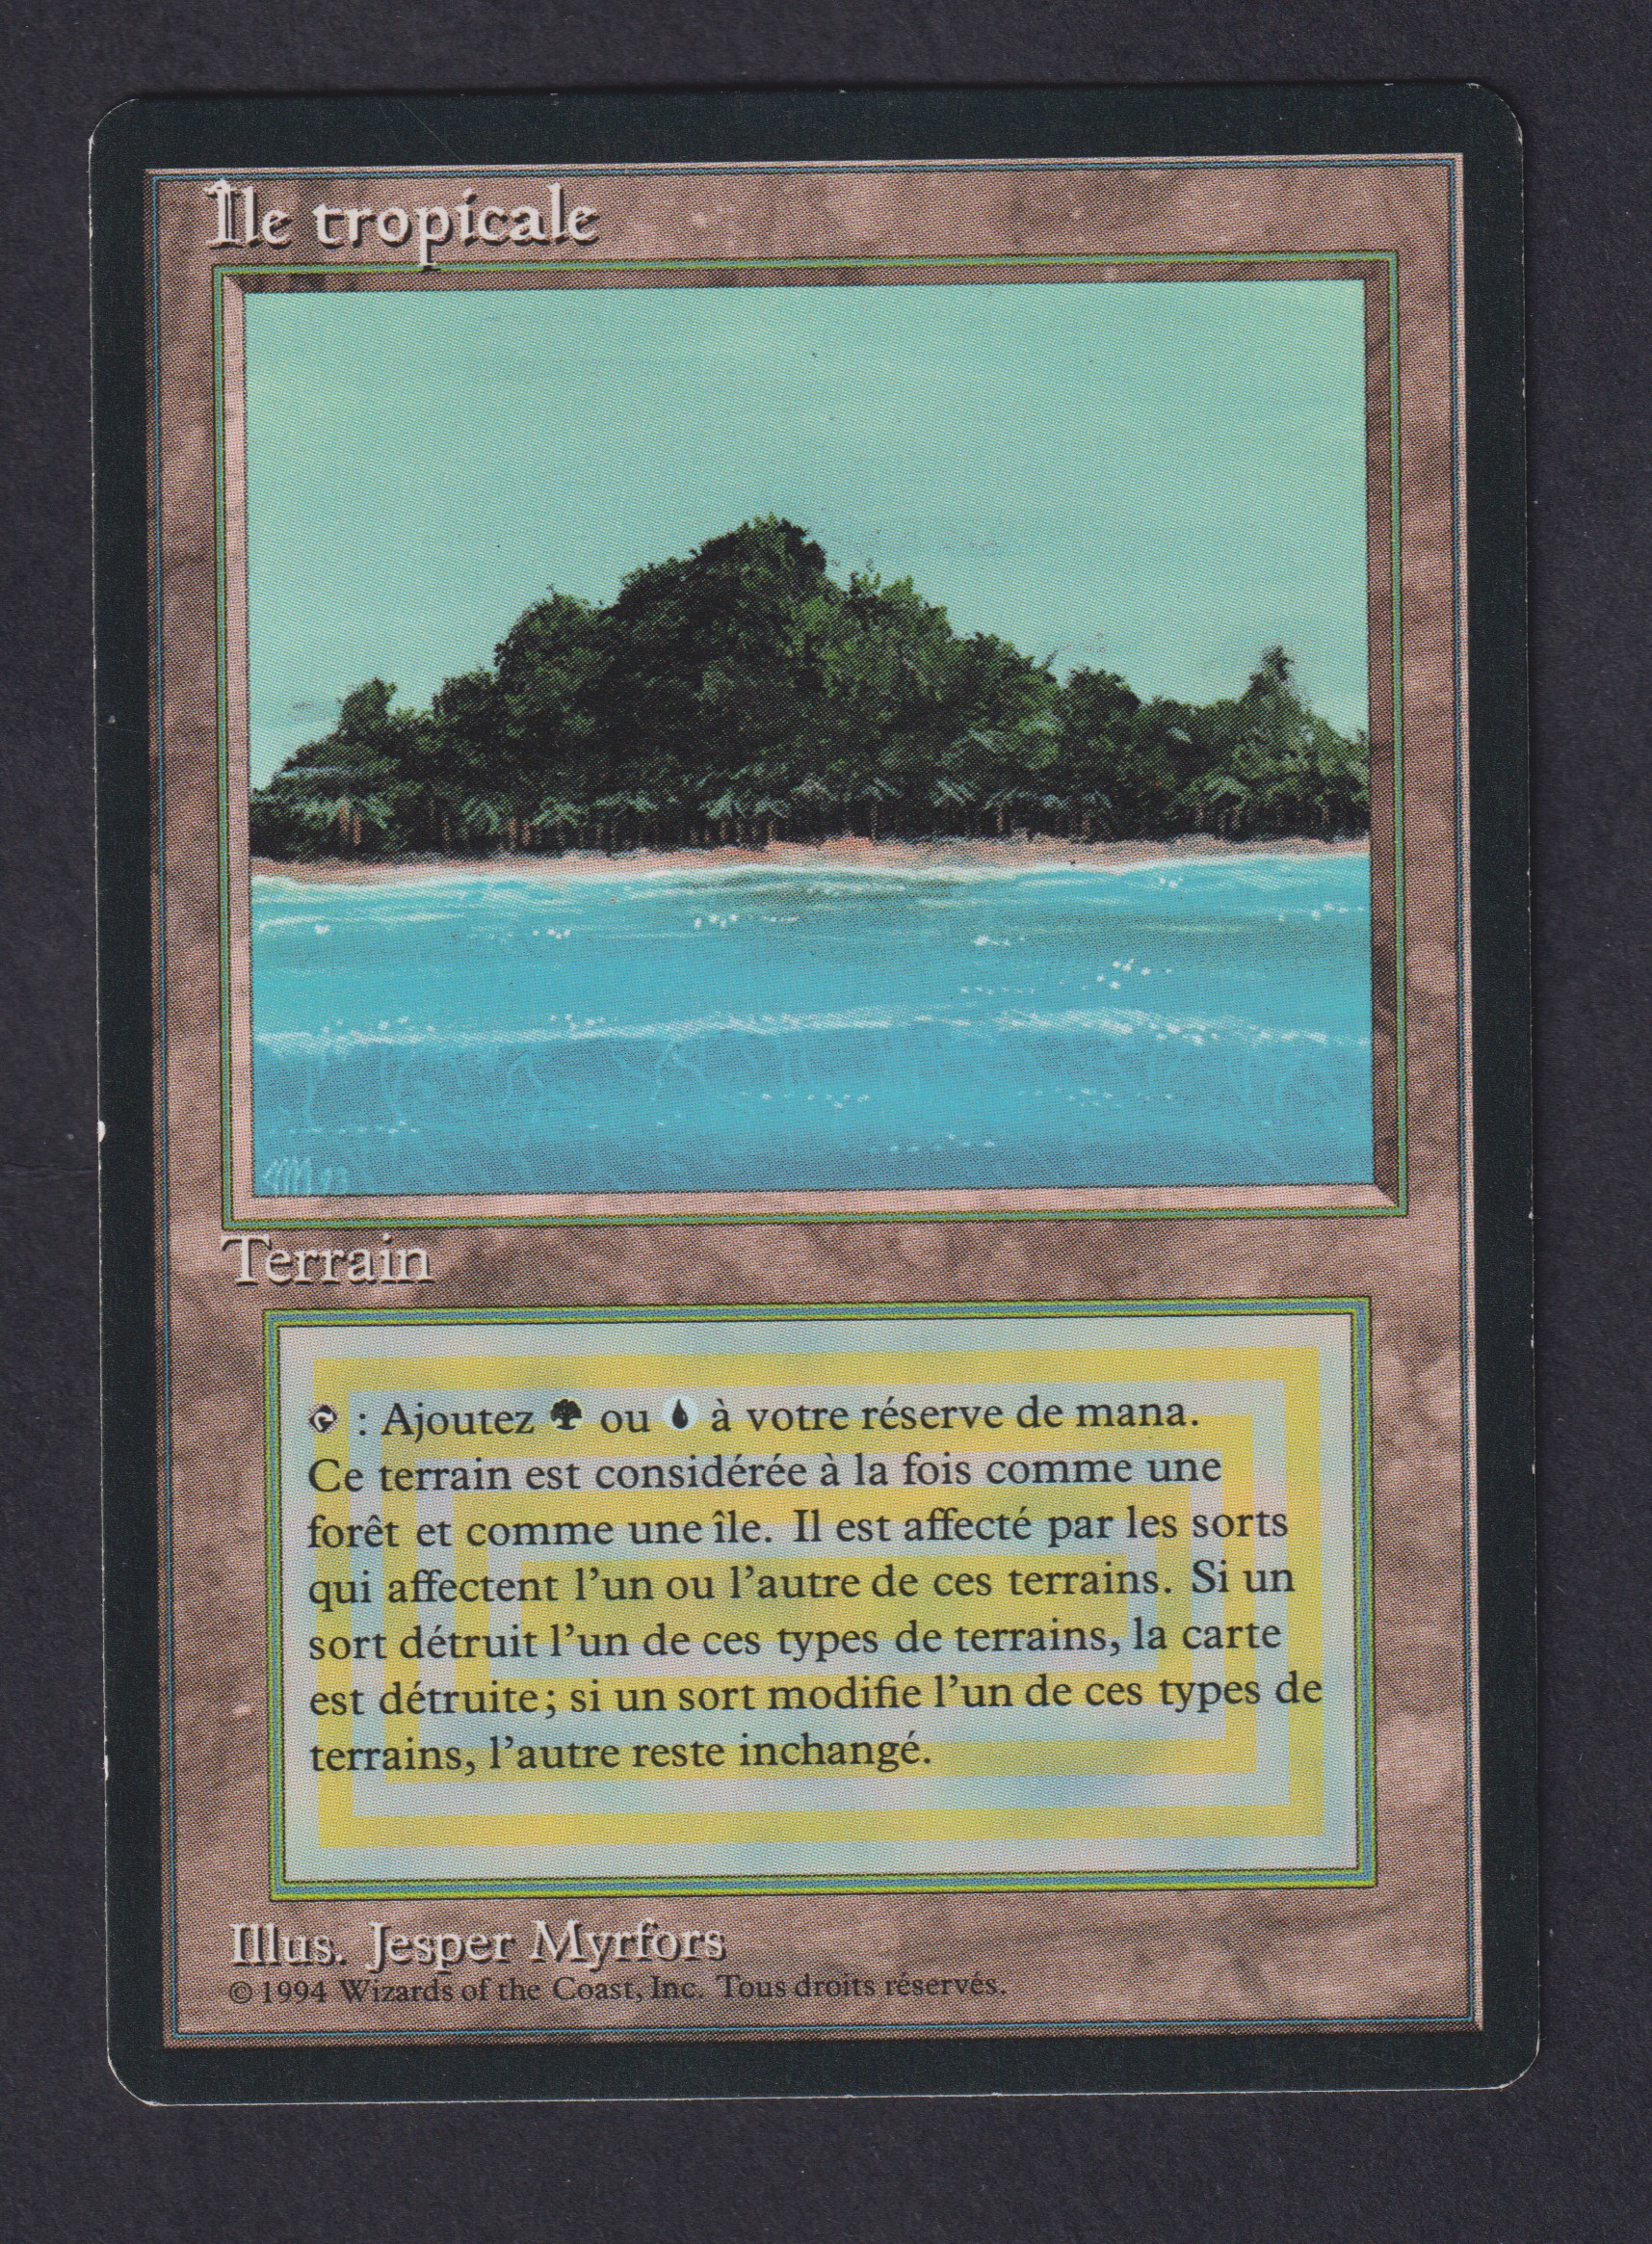 Île tropicale
Terrain
: Ajoutez ou à votre réserve de mana.
Ce terrain est considérée à la fois comme une
forêt et comme une île. Il est affecté par les sorts
qui affectent l'un ou l'autre de ces terrains. Si un
sort détruit l'un de ces types de terrains, la carte
est détruite; si un sort modifie l'un de ces types de
terrains, l'autre reste inchangé.
Illus. Jesper Myrfors
© 1994 Wizards of the Coast, Inc. Tous droits réservés.